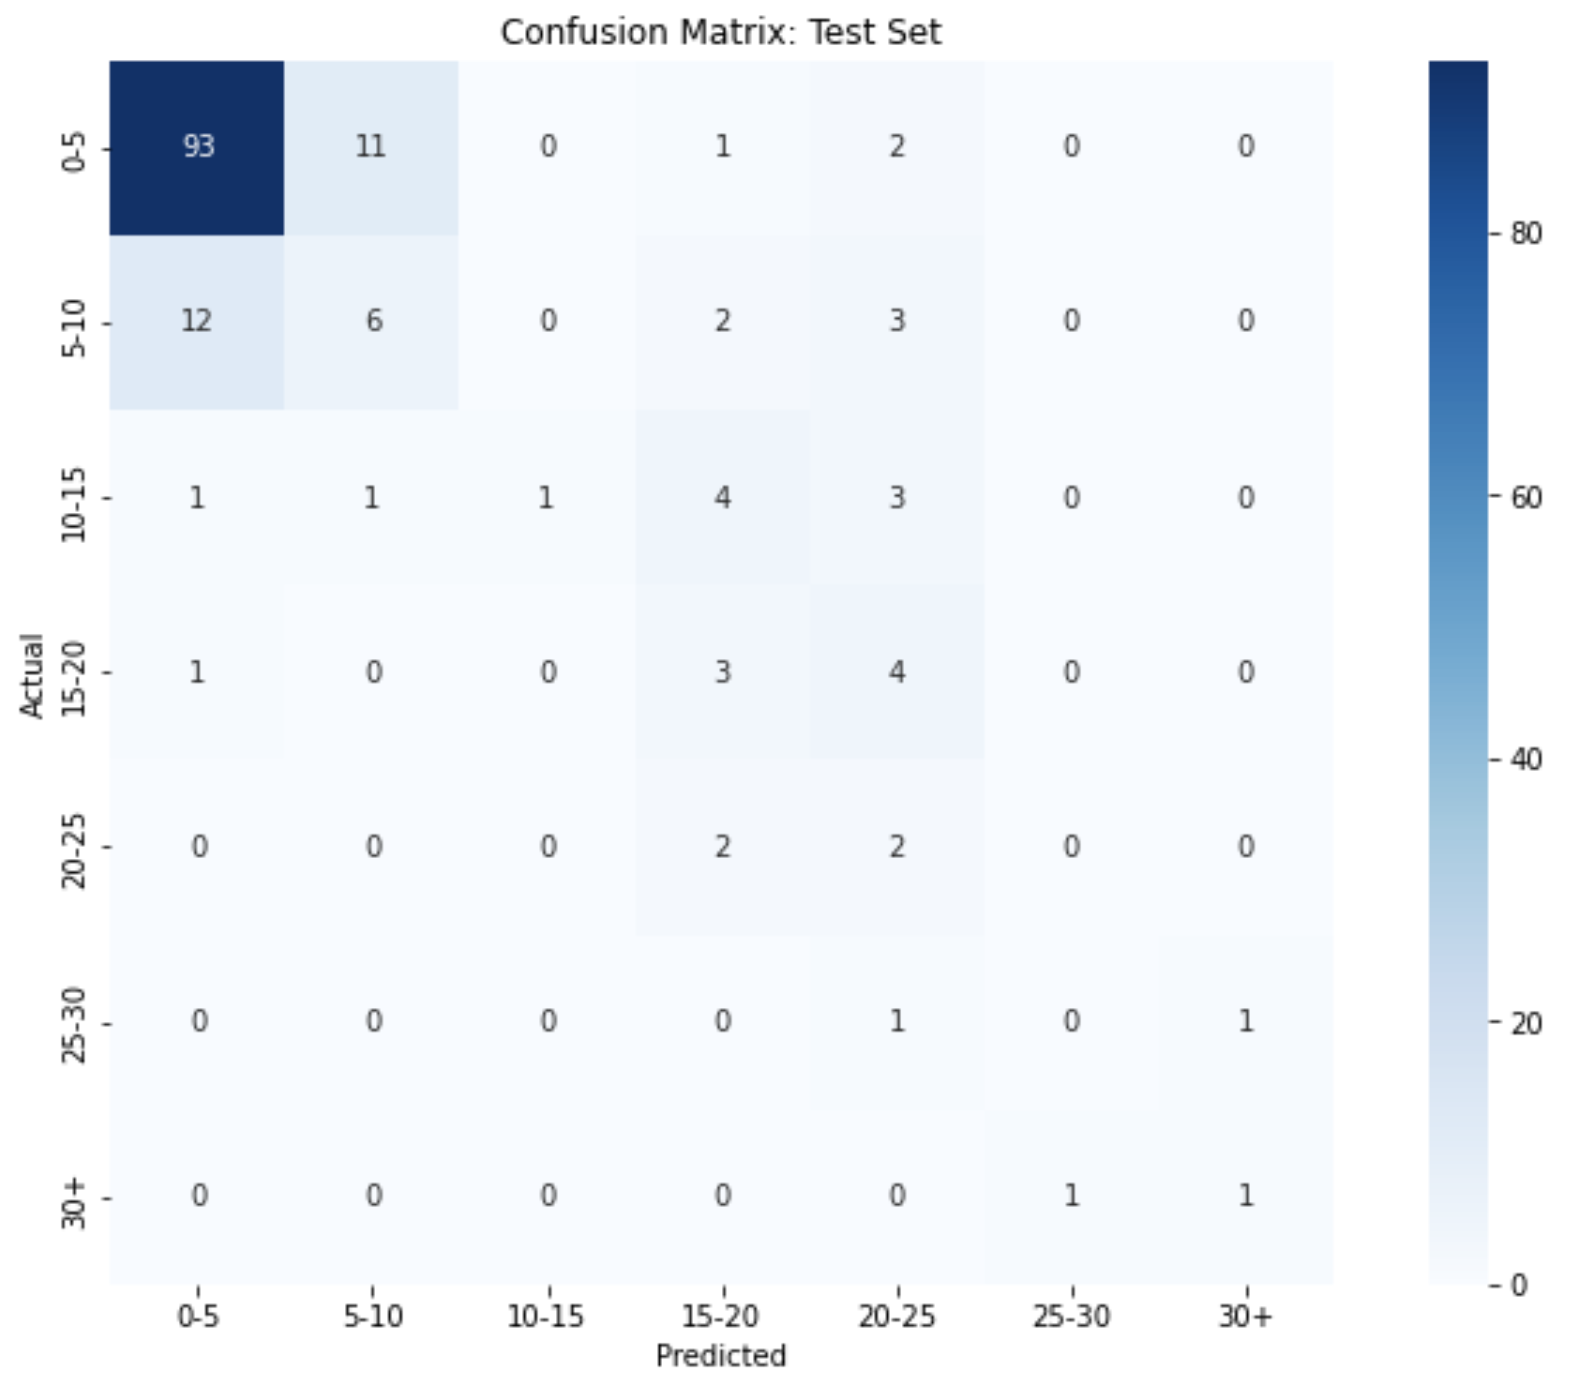 Confusion Matrix: Test Set
0-5 93 11 0 1 2 0 0
80
5-10 12 6 0 2 3 0 0
10-15 1 1 1 4 3 0 0
60
Actual
15-20 1 0 0 3 4 0 0
40
20-25 0 0 0 2 2 0 0
25-30 0 0 0 0 1 0 1
20
30+ 0 0 0 0 0 1 1
0
0-5 5-10 10-15 15-20 20-25 25-30 30+
Predicted